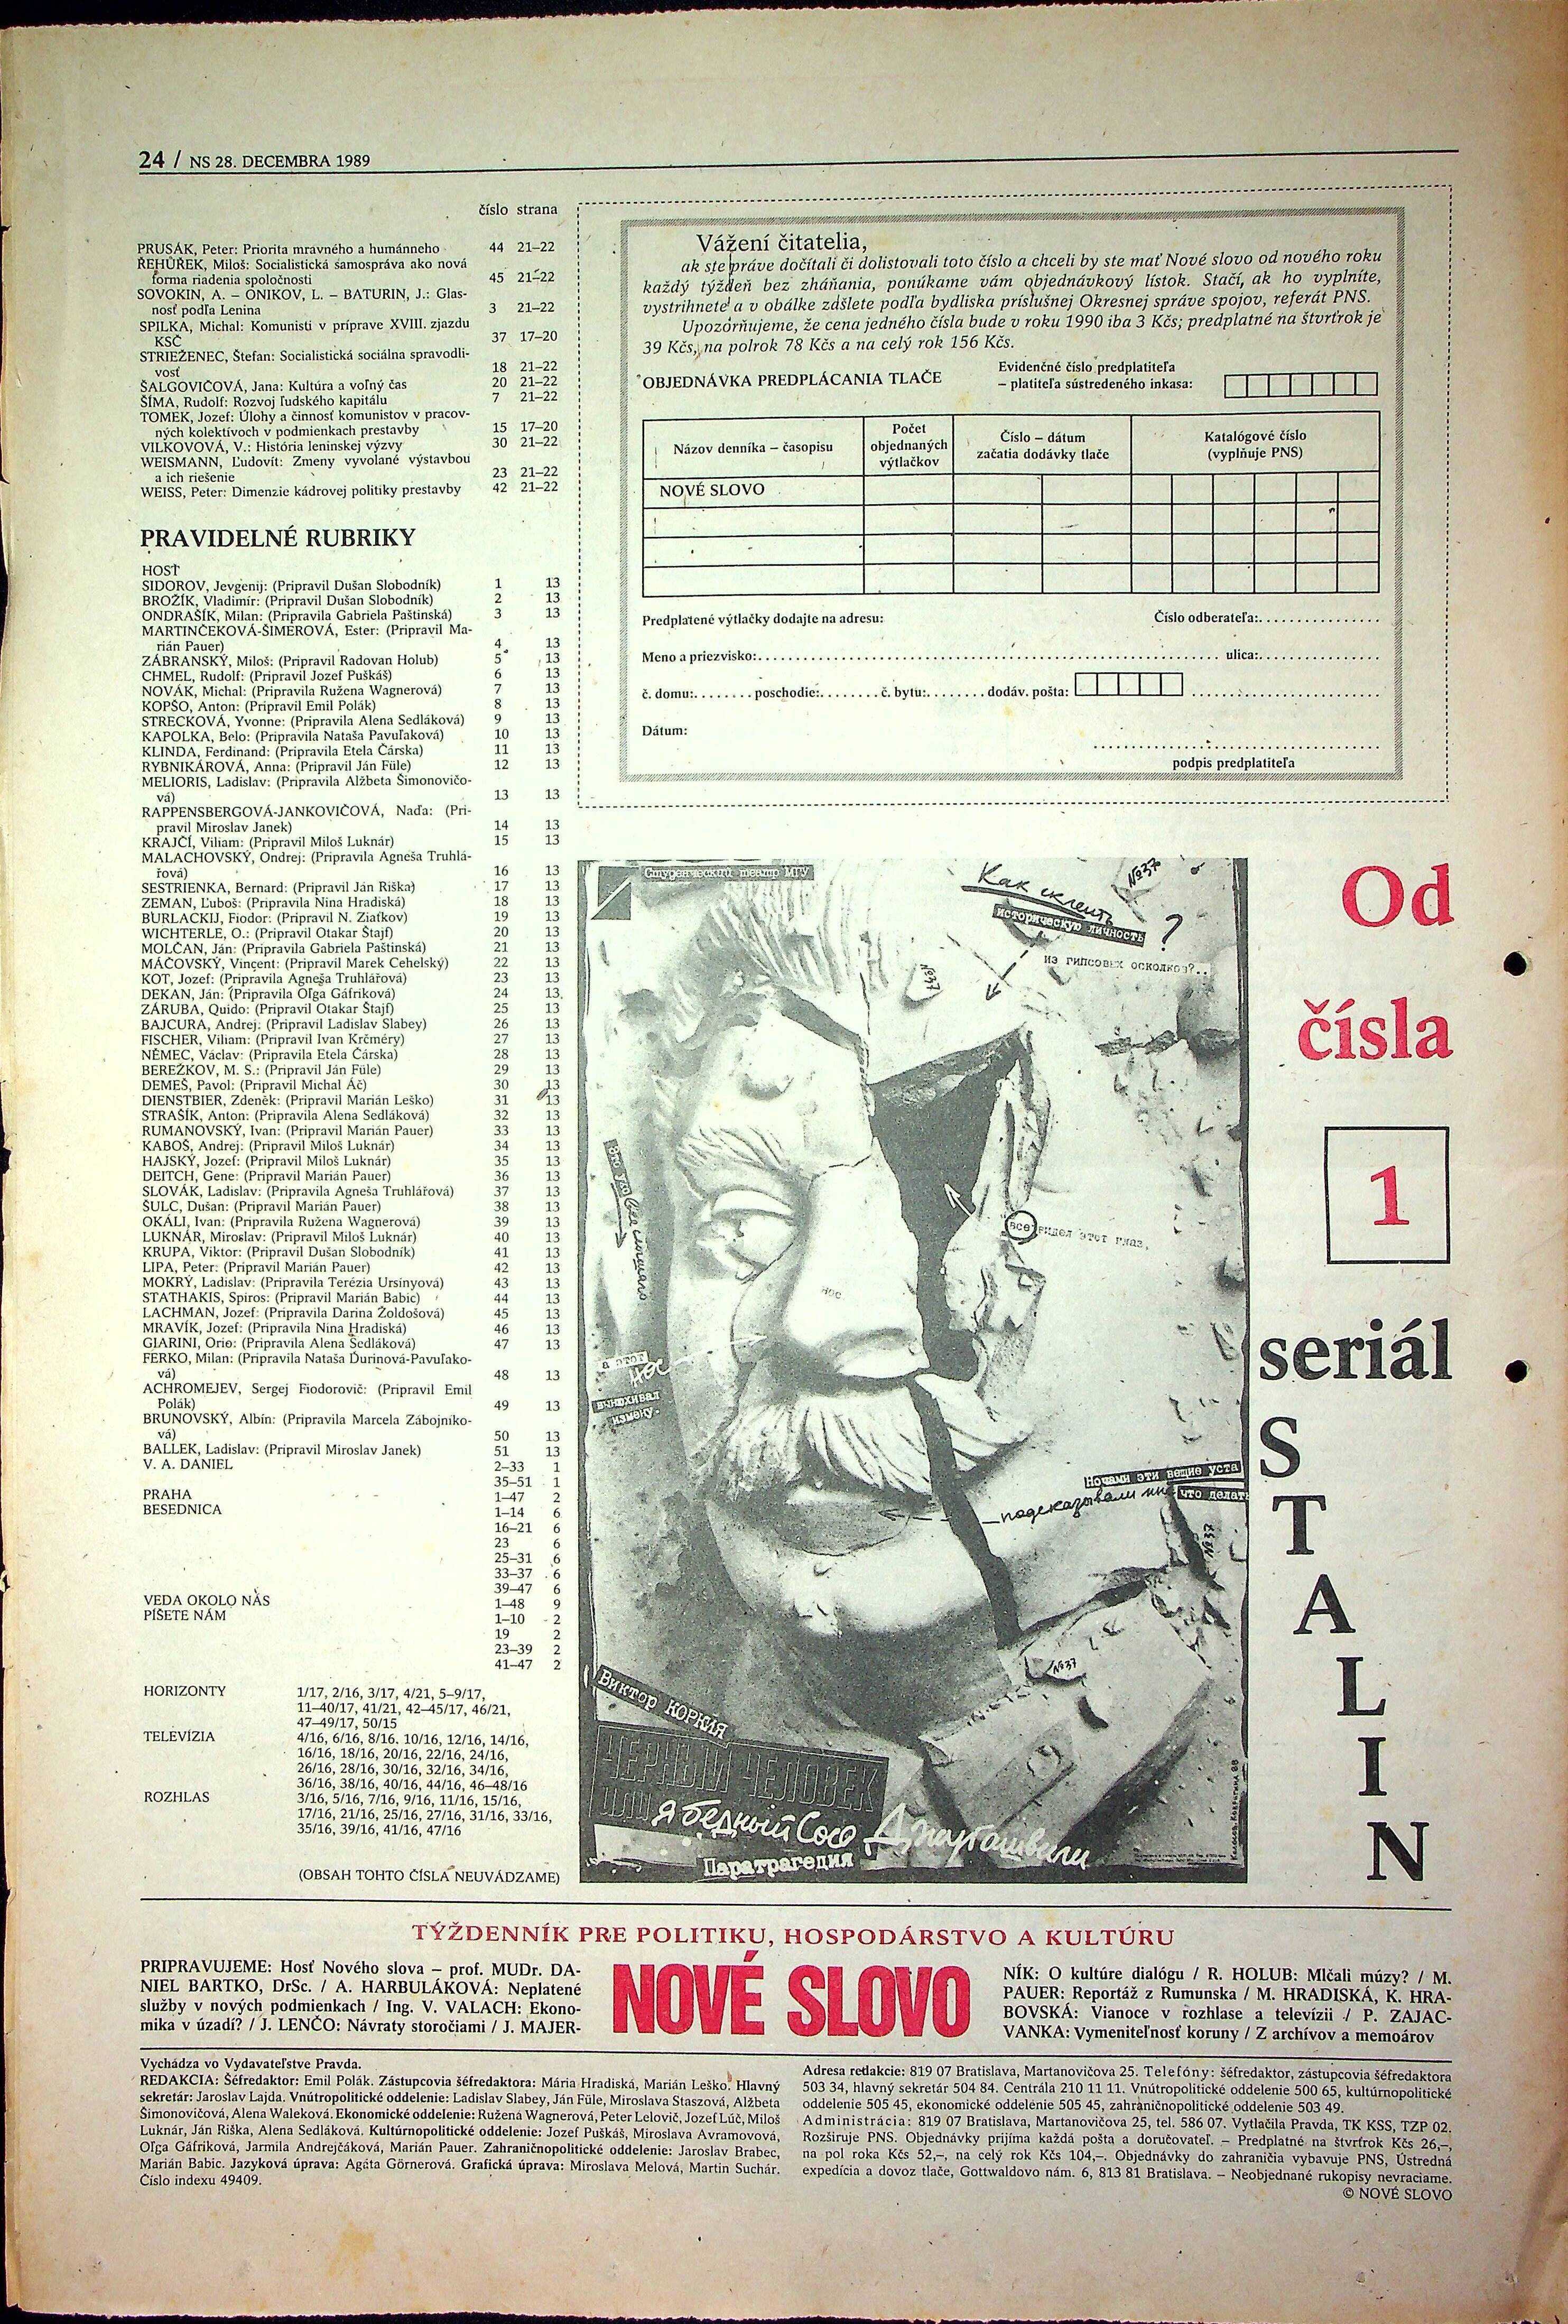 24 / NS 28. DECEMBRA 1989
číslo strana
PRUSÁK, Peter: Priorita mravného a humánneho 44 21–22
ŘEHŮŘEK, Miloš: Socialistická samospráva ako nová
forma riadenia spoločnosti 45 21–22
SOVOKIN, A. – ONIKOV, L. – BATURIN, J.: Glas-
nosť podľa Lenina 3 21–22
SPILKA, Michal: Komunisti v príprave XVIII. zjazdu
KSČ 37 17–20
STRIEŽENEC, Štefan: Socialistická sociálna spravodli-
vosť 18 21–22
ŠALGOVIČOVÁ, Jana: Kultúra a voľný čas 20 21–22
ŠÍMA, Rudolf: Rozvoj ľudského kapitálu 7 21–22
TOMEK, Jozef: Úlohy a činnosť komunistov v pracov-
ných kolektívoch v podmienkach prestavby 15 17–20
VILKOVOVÁ, V.: História leninskej výzvy 30 21–22
WEISMANN, Ľudovít: Zmeny vyvolané výstavbou
a ich riešenie 23 21–22
WEISS, Peter: Dimenzie kádrovej politiky prestavby 42 21–22
PRAVIDELNÉ RUBRIKY
HOSŤ
SIDOROV, Jevgenij: (Pripravil Dušan Slobodník) 1 13
BROŽÍK, Vladimír: (Pripravil Dušan Slobodník) 2 13
ONDRAŠÍK, Milan: (Pripravila Gabriela Paštinská) 3 13
MARTINČEKOVÁ-ŠIMEROVÁ, Ester: (Pripravil Ma-
rián Pauer) 4 13
ZÁBRANSKÝ, Miloš: (Pripravil Radovan Holub) 5 13
CHMEL, Rudolf: (Pripravil Jozef Puškáš) 6 13
NOVÁK, Michal: (Pripravila Ružena Wagnerová) 7 13
KOPŠO, Anton: (Pripravil Emil Polák) 8 13
STRECKOVÁ, Yvonne: (Pripravila Alena Sedláková) 9 13
KAPOLKA, Belo: (Pripravila Nataša Pavuľaková) 10 13
KLINDA, Ferdinand: (Pripravila Etela Čárska) 11 13
RYBNIKÁROVÁ, Anna: (Pripravil Ján Füle) 12 13
MELIORIS, Ladislav: (Pripravila Alžbeta Šimonovičo-
vá) 13 13
RAPPENSBERGOVÁ-JANKOVIČOVÁ, Naďa: (Pri-
pravil Miroslav Janek) 14 13
KRAJČÍ, Viliam: (Pripravil Miloš Luknár) 15 13
MALACHOVSKÝ, Ondrej: (Pripravila Agneša Truhlá-
řová) 16 13
SESTRIENKA, Bernard: (Pripravil Ján Riška) 17 13
ZEMAN, Ľuboš: (Pripravila Nina Hradiská) 18 13
BURLACKIJ, Fiodor: (Pripravil N. Ziaťkov) 19 13
WICHTERLE, O.: (Pripravil Otakar Štajf) 20 13
MOLČAN, Ján: (Pripravila Gabriela Paštinská) 21 13
MÁČOVSKÝ, Vincent: (Pripravil Marek Cehelský) 22 13
KOT, Jozef: (Pripravila Agneša Truhlářová) 23 13
DEKAN, Ján: (Pripravila Oľga Gáfriková) 24 13
ZÁRUBA, Quido: (Pripravil Otakar Štajf) 25 13
BAJCURA, Andrej: (Pripravil Ladislav Slabey) 26 13
FISCHER, Viliam: (Pripravil Ivan Krčméry) 27 13
NĚMEC, Václav: (Pripravila Etela Čárska) 28 13
BEREŽKOV, M. S.: (Pripravil Ján Füle) 29 13
DEMEŠ, Pavol: (Pripravil Michal Áč) 30 13
DIENSTBIER, Zdeněk: (Pripravil Marián Leško) 31 13
STRAŠÍK, Anton: (Pripravila Alena Sedláková) 32 13
RUMANOVSKÝ, Ivan: (Pripravil Marián Pauer) 33 13
KABOŠ, Andrej: (Pripravil Miloš Luknár) 34 13
HAJSKÝ, Jozef: (Pripravil Miloš Luknár) 35 13
DEITCH, Gene: (Pripravil Marián Pauer) 36 13
SLOVÁK, Ladislav: (Pripravila Agneša Truhlářová) 37 13
ŠULC, Dušan: (Pripravil Marián Pauer) 38 13
OKÁLI, Ivan: (Pripravila Ružena Wagnerová) 39 13
LUKNÁR, Miroslav: (Pripravil Miloš Luknár) 40 13
KRUPA, Viktor: (Pripravil Dušan Slobodník) 41 13
LIPA, Peter: (Pripravil Marián Pauer) 42 13
MOKRÝ, Ladislav: (Pripravila Terézia Ursínyová) 43 13
STATHAKIS, Spiros: (Pripravil Marián Babic) 44 13
LACHMAN, Jozef: (Pripravila Darina Žoldošová) 45 13
MRAVÍK, Jozef: (Pripravila Nina Hradiská) 46 13
GIARINI, Orio: (Pripravila Alena Sedláková) 47 13
FERKO, Milan: (Pripravila Nataša Ďurinová-Pavuľako-
vá) 48 13
ACHROMEJEV, Sergej Fiodorovič: (Pripravil Emil
Polák) 49 13
BRUNOVSKÝ, Albín: (Pripravila Marcela Zábojníko-
vá) 50 13
BALLEK, Ladislav: (Pripravil Miroslav Janek) 51 13
V. A. DANIEL 2–33 1
35–51 1
PRAHA 1–47 2
BESEDNICA 1–14 6
16–21 6
23 6
25–31 6
33–37 6
39–47 6
VEDA OKOLO NÁS 1–48 9
PÍŠETE NÁM 1–10 2
19 2
23–39 2
41–47 2
HORIZONTY 1/17, 2/16, 3/17, 4/21, 5–9/17,
11–40/17, 41/21, 42–45/17, 46/21,
47–49/17, 50/15
TELEVÍZIA 4/16, 6/16, 8/16. 10/16, 12/16, 14/16,
16/16, 18/16, 20/16, 22/16, 24/16,
26/16, 28/16, 30/16, 32/16, 34/16,
36/16, 38/16, 40/16, 44/16, 46–48/16
ROZHLAS 3/16, 5/16, 7/16, 9/16, 11/16, 15/16,
17/16, 21/16, 25/16, 27/16, 31/16, 33/16,
35/16, 39/16, 41/16, 47/16
(OBSAH TOHTO ČÍSLA NEUVÁDZAME)
Vážení čitatelia,
ak ste práve dočítali či dolistovali toto číslo a chceli by ste mať Nové slovo od nového roku
každý týždeň bez zháňania, ponúkame vám objednávkový lístok. Stačí, ak ho vyplníte,
vystrihnete a v obálke zdšlete podľa bydliska príslušnej Okresnej správe spojov, referát PNS.
Upozorňujeme, že cena jedného čísla bude v roku 1990 iba 3 Kčs; predplatné na štvrťrok je
39 Kčs, na polrok 78 Kčs a na celý rok 156 Kčs.
OBJEDNÁVKA PREDPLÁCANIA TLAČE
Evidenčné číslo predplatiteľa
– platiteľa sústredeného inkasa:
Názov denníka – časopisu
Počet
objednaných
výtlačkov
Číslo – dátum
začatia dodávky tlače
Katalógové číslo
(vyplňuje PNS)
NOVÉ SLOVO
Predplatené výtlačky dodajte na adresu: Číslo odberateľa:
Meno a priezvisko: ulica:
č. domu: poschodie: č. bytu: dodáv. pošta:
Dátum:
podpis predplatiteľa
Студенческий театр МГУ
Как склеить
историческую личность ?
из гипсовых осколков?..
№37
№37
это ухо все слышало
все видел этот глаз,
нос
а этот
нос
вынюхивал
измену.
Ночами эти вещие уста
подсказывали мне что делать
№37
№37
Виктор КОРКИЯ
ЧЕРНЫЙ ЧЕЛОВЕК
ИЛИ я бедный Сосо Джугашвили
Паратрагедия
Od
čísla
1
seriál
S
T
A
L
I
N
TÝŽDENNÍK PRE POLITIKU, HOSPODÁRSTVO A KULTÚRU
PRIPRAVUJEME: Hosť Nového slova – prof. MUDr. DA-
NIEL BARTKO, DrSc. / A. HARBULÁKOVÁ: Neplatené
služby v nových podmienkach / Ing. V. VALACH: Ekono-
mika v úzadí? / J. LENČO: Návraty storočiami / J. MAJER-
NOVÉ SLOVO
NÍK: O kultúre dialógu / R. HOLUB: Mlčali múzy? / M.
PAUER: Reportáž z Rumunska / M. HRADISKÁ, K. HRA-
BOVSKÁ: Vianoce v rozhlase a televízii / P. ZAJAC-
VANKA: Vymeniteľnosť koruny / Z archívov a memoárov
Vychádza vo Vydavateľstve Pravda.
REDAKCIA: Šéfredaktor: Emil Polák. Zástupcovia šéfredaktora: Mária Hradiská, Marián Leško. Hlavný
sekretár: Jaroslav Lajda. Vnútropolitické oddelenie: Ladislav Slabey, Ján Füle, Miroslava Staszová, Alžbeta
Šimonovičová, Alena Waleková. Ekonomické oddelenie: Ružena Wagnerová, Peter Lelovič, Jozef Lúč, Miloš
Luknár, Ján Riška, Alena Sedláková. Kultúrnopolitické oddelenie: Jozef Puškáš, Miroslava Avramovová,
Oľga Gáfriková, Jarmila Andrejčáková, Marián Pauer. Zahraničnopolitické oddelenie: Jaroslav Brabec,
Marián Babic. Jazyková úprava: Agáta Görnerová. Grafická úprava: Miroslava Melová, Martin Suchár.
Číslo indexu 49409.
Adresa redakcie: 819 07 Bratislava, Martanovičova 25. Telefóny: šéfredaktor, zástupcovia šéfredaktora
503 34, hlavný sekretár 504 84. Centrála 210 11 11. Vnútropolitické oddelenie 500 65, kultúrnopolitické
oddelenie 505 45, ekonomické oddelenie 505 45, zahraničnopolitické oddelenie 503 49.
Administrácia: 819 07 Bratislava, Martanovičova 25, tel. 586 07. Vytlačila Pravda, TK KSS, TZP 02.
Rozširuje PNS. Objednávky prijíma každá pošta a doručovateľ. – Predplatné na štvrťrok Kčs 26,–,
na pol roka Kčs 52,–, na celý rok Kčs 104,–. Objednávky do zahraničia vybavuje PNS, Ústredná
expedícia a dovoz tlače, Gottwaldovo nám. 6, 813 81 Bratislava. – Neobjednané rukopisy nevraciame.
© NOVÉ SLOVO